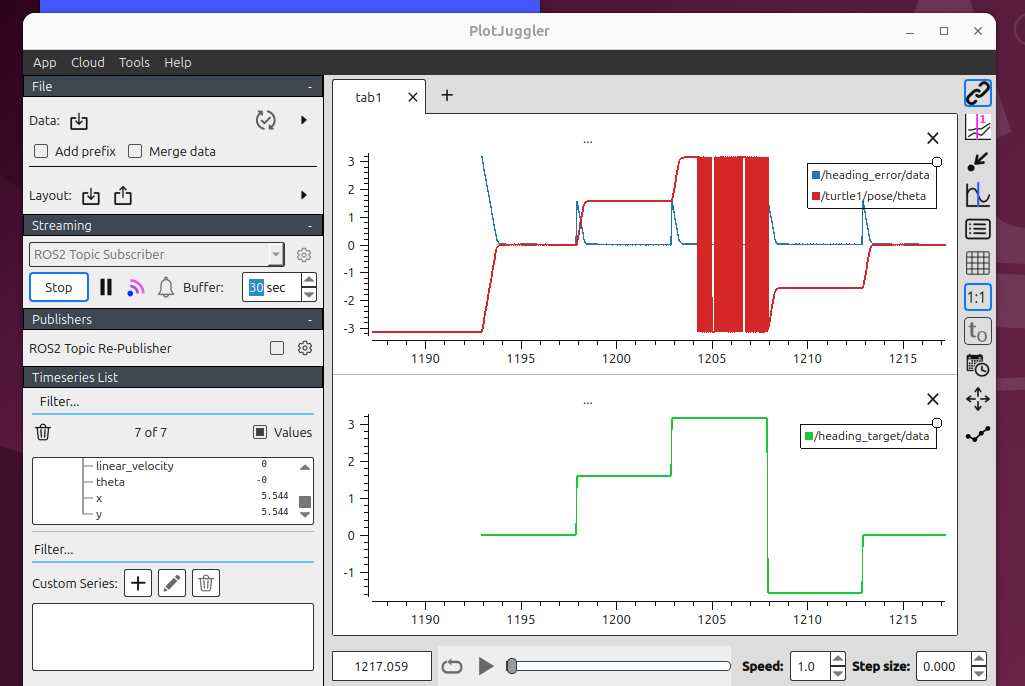 PlotJuggler
App Cloud Tools Help
File -
Data:
Add prefix Merge data
Layout:
Streaming -
ROS2 Topic Subscriber
Stop Buffer: 30 sec
Publishers -
ROS2 Topic Re-Publisher
Timeseries List
Filter...
7 of 7 Values
linear_velocity 0
theta -0
x 5.544
y 5.544
Filter...
Custom Series:
tab1
...
/heading_error/data
/turtle1/pose/theta
3
2
1
0
-1
-2
-3
1190 1195 1200 1205 1210 1215
...
/heading_target/data
3
2
1
0
-1
1190 1195 1200 1205 1210 1215
1217.059 Speed: 1.0 Step size: 0.000
1
1:1
t0